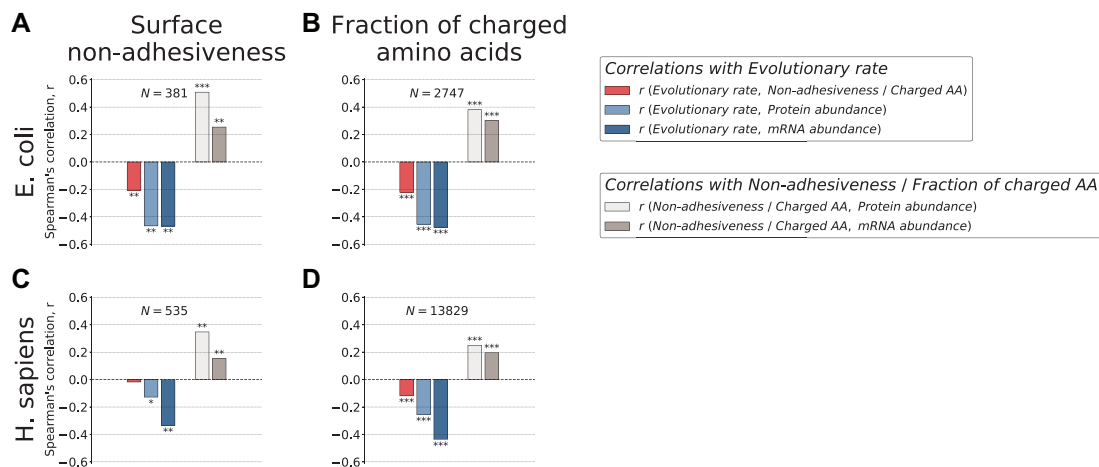 A
Surface
non-adhesiveness
B
Fraction of charged
amino acids
E. coli
Spearman's correlation, r
0.6
0.4
0.2
0.0
−0.2
−0.4
−0.6
N = 381
***
**
**
**
**
0.6
0.4
0.2
0.0
−0.2
−0.4
−0.6
N = 2747
***
***
***
***
***
Correlations with Evolutionary rate
r (Evolutionary rate, Non-adhesiveness / Charged AA)
r (Evolutionary rate, Protein abundance)
r (Evolutionary rate, mRNA abundance)
Correlations with Non-adhesiveness / Fraction of charged AA
r (Non-adhesiveness / Charged AA, Protein abundance)
r (Non-adhesiveness / Charged AA, mRNA abundance)
C
D
H. sapiens
Spearman's correlation, r
0.6
0.4
0.2
0.0
−0.2
−0.4
−0.6
N = 535
**
**
*
**
0.6
0.4
0.2
0.0
−0.2
−0.4
−0.6
N = 13829
***
***
***
***
***